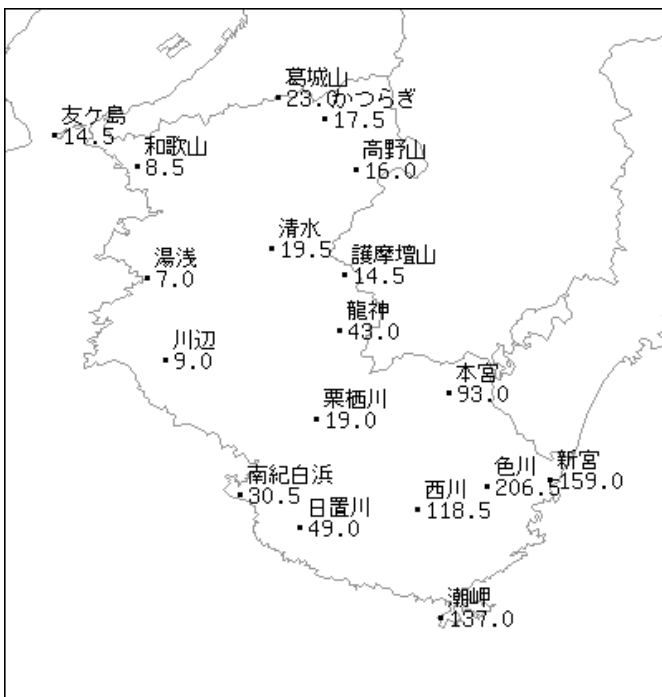 葛城山
23.0
かつらぎ
17.5
友ケ島
14.5
和歌山
8.5
高野山
16.0
清水
19.5
湯浅
7.0
護摩壇山
14.5
龍神
43.0
川辺
9.0
本宮
93.0
栗栖川
19.0
新宮
159.0
色川
206.5
南紀白浜
30.5
西川
118.5
日置川
49.0
潮岬
137.0